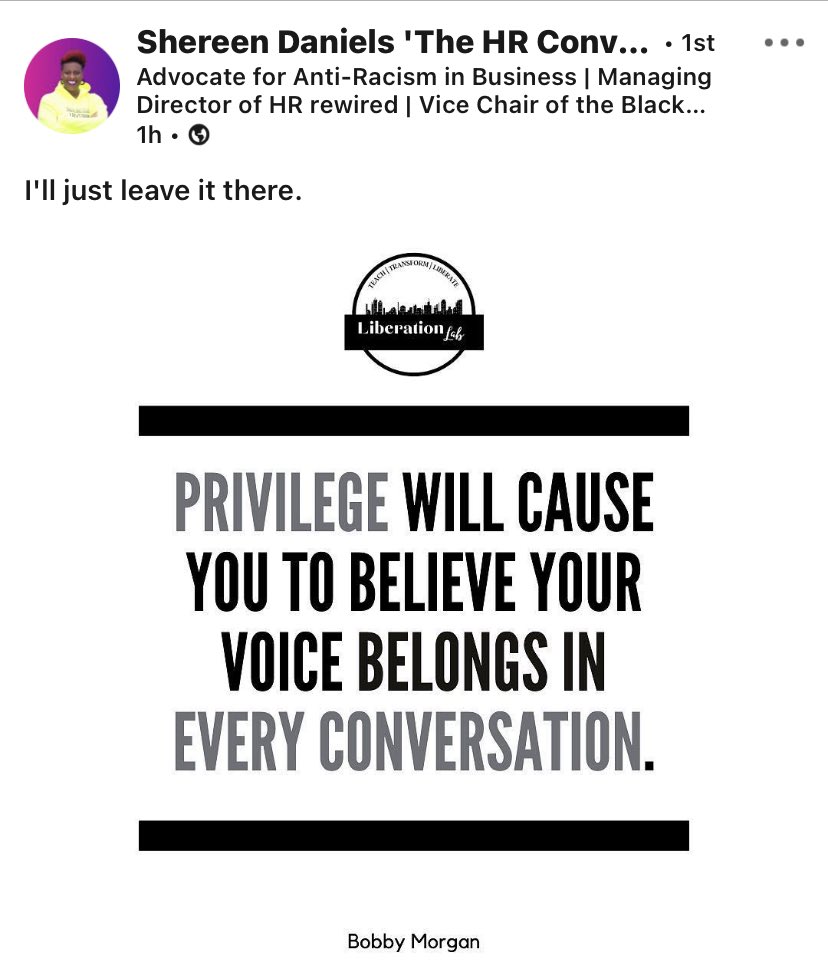 Shereen Daniels 'The HR Conv... • 1st
Advocate for Anti-Racism in Business | Managing
Director of HR rewired | Vice Chair of the Black...
1h •
I'll just leave it there.
TEACH | TRANSFORM | LIBERATE
Liberation Lab
PRIVILEGE WILL CAUSE
YOU TO BELIEVE YOUR
VOICE BELONGS IN
EVERY CONVERSATION.
Bobby Morgan